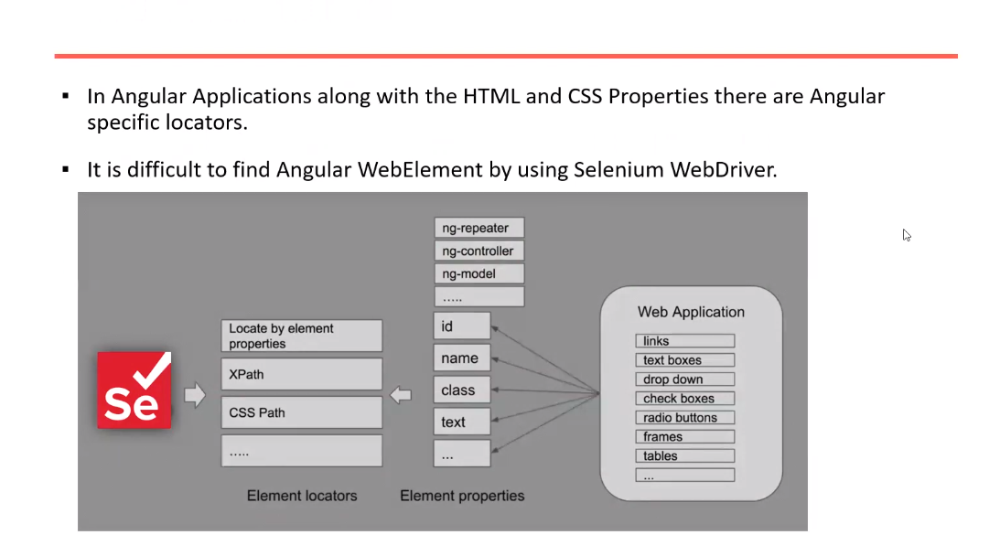 ▪ In Angular Applications along with the HTML and CSS Properties there are Angular
specific locators.
▪ It is difficult to find Angular WebElement by using Selenium WebDriver.
ng-repeater
ng-controller
ng-model
.....
id
name
class
text
...
Web Application
links
text boxes
drop down
check boxes
radio buttons
frames
tables
...
Locate by element
properties
XPath
CSS Path
.....
Se
Element locators
Element properties